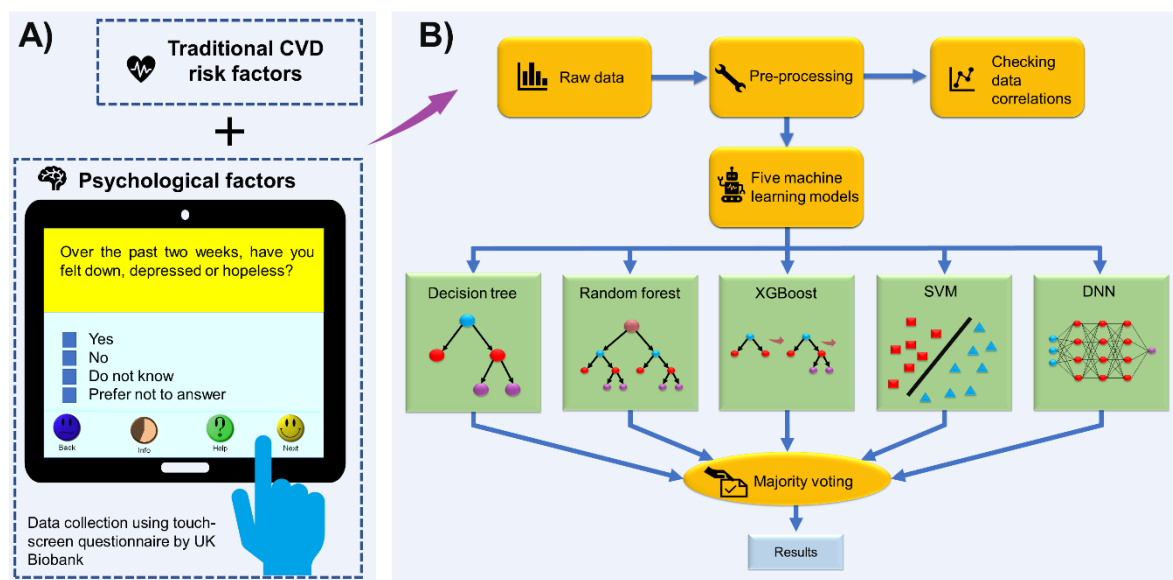 A)
Traditional CVD
risk factors
+
Psychological factors
Over the past two weeks, have you
felt down, depressed or hopeless?
Yes
No
Do not know
Prefer not to answer
Back
Info
?
Help
Next
Data collection using touch-
screen questionnaire by UK
Biobank
B)
Raw data
Pre-processing
Checking
data
correlations
Five machine
learning models
Decision tree
Random forest
XGBoost
SVM
DNN
Majority voting
Results